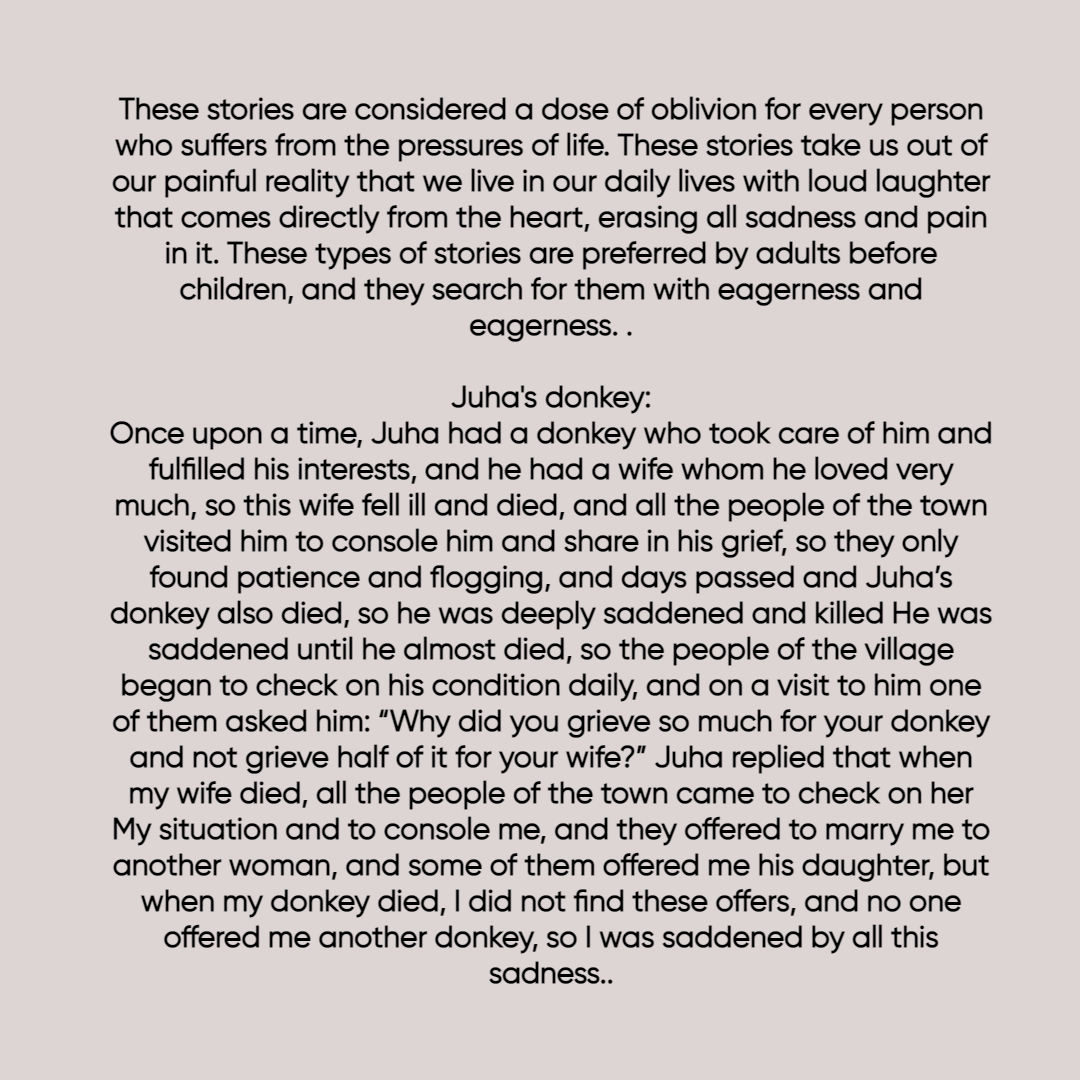 These stories are considered a dose of oblivion for every person
who suffers from the pressures of life. These stories take us out of
our painful reality that we live in our daily lives with loud laughter
that comes directly from the heart, erasing all sadness and pain
in it. These types of stories are preferred by adults before
children, and they search for them with eagerness and
eagerness. .
Juha's donkey:
Once upon a time, Juha had a donkey who took care of him and
fulfilled his interests, and he had a wife whom he loved very
much, so this wife fell ill and died, and all the people of the town
visited him to console him and share in his grief, so they only
found patience and flogging, and days passed and Juha’s
donkey also died, so he was deeply saddened and killed He was
saddened until he almost died, so the people of the village
began to check on his condition daily, and on a visit to him one
of them asked him: “Why did you grieve so much for your donkey
and not grieve half of it for your wife?” Juha replied that when
my wife died, all the people of the town came to check on her
My situation and to console me, and they offered to marry me to
another woman, and some of them offered me his daughter, but
when my donkey died, I did not find these offers, and no one
offered me another donkey, so I was saddened by all this
sadness..